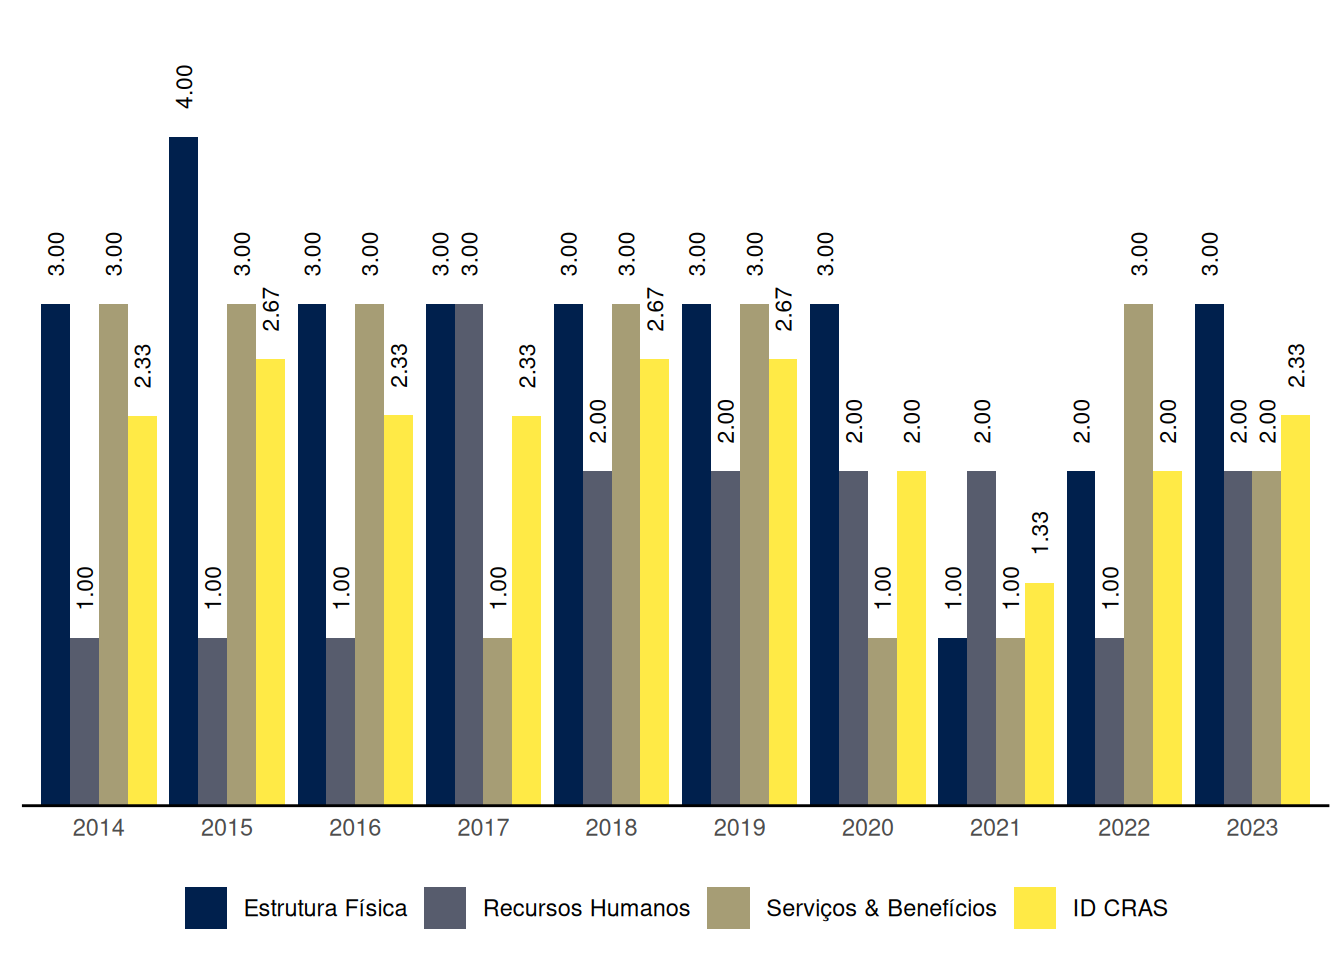 4.00
3.00 3.00 3.00 3.00 3.00 3.00 3.00 3.00 3.00 3.00 3.00 3.00 3.00 3.00
2.67 2.67 2.67
2.33 2.33 2.33 2.33
2.00 2.00 2.00 2.00 2.00 2.00 2.00 2.00 2.00
1.33
1.00 1.00 1.00 1.00 1.00 1.00 1.00 1.00
2014 2015 2016 2017 2018 2019 2020 2021 2022 2023
Estrutura Física Recursos Humanos Serviços & Benefícios ID CRAS